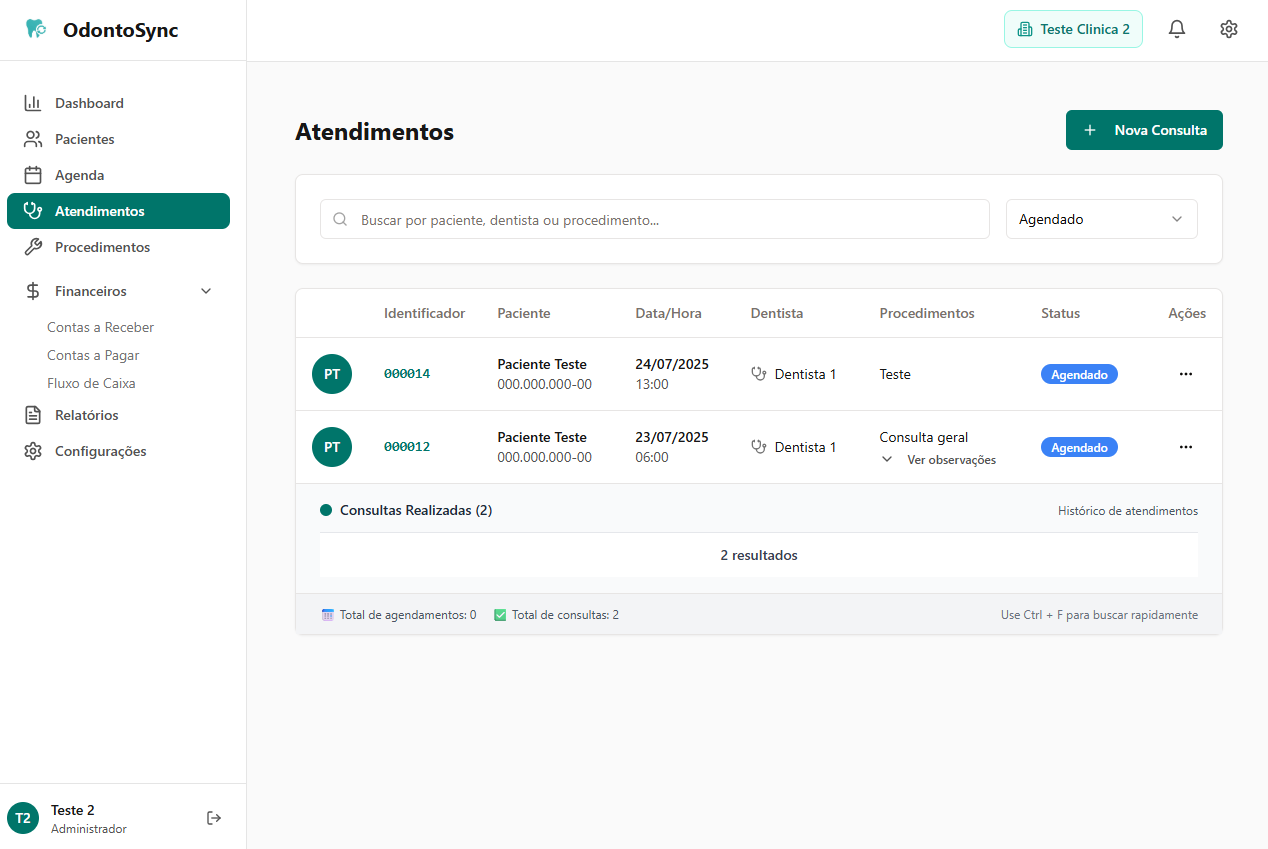 OdontoSync
Teste Clinica 2
Dashboard
Pacientes
Agenda
Atendimentos
Procedimentos
Financeiros
Contas a Receber
Contas a Pagar
Fluxo de Caixa
Relatórios
Configurações
Teste 2
Administrador
T2
Atendimentos
Nova Consulta
Buscar por paciente, dentista ou procedimento...
Agendado
Identificador Paciente Data/Hora Dentista Procedimentos Status Ações
PT 000014 Paciente Teste 24/07/2025 Dentista 1 Teste Agendado
000.000.000-00 13:00
PT 000012 Paciente Teste 23/07/2025 Dentista 1 Consulta geral Agendado
000.000.000-00 06:00 Ver observações
Consultas Realizadas (2) Histórico de atendimentos
2 resultados
Total de agendamentos: 0 Total de consultas: 2 Use Ctrl + F para buscar rapidamente